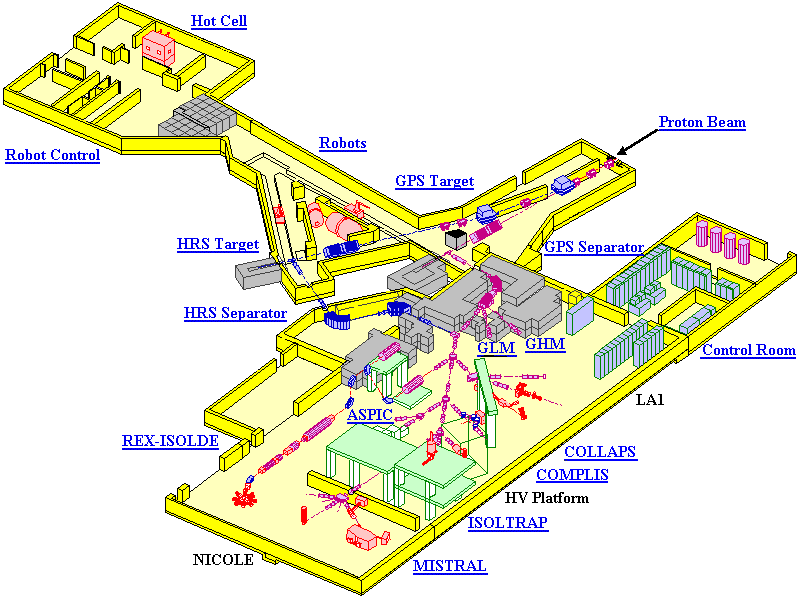 Hot Cell
Proton Beam
Robots
Robot Control
GPS Target
HRS Target
GPS Separator
HRS Separator
GLM
GHM
Control Room
LA1
ASPIC
REX-ISOLDE
COLLAPS
COMPLIS
HV Platform
ISOLTRAP
NICOLE
MISTRAL